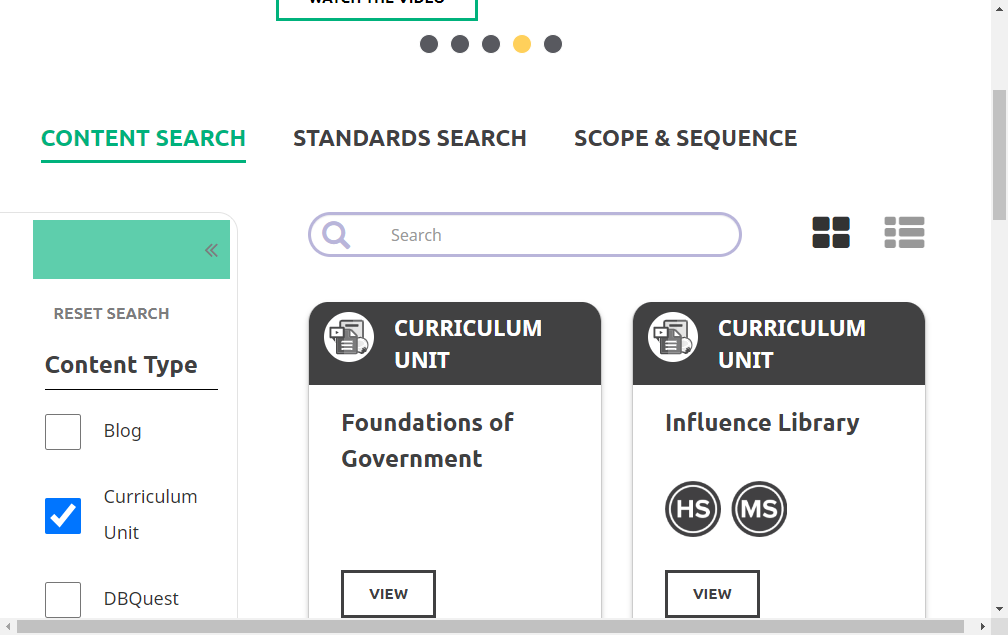 WATCH THE VIDEO
CONTENT SEARCH
STANDARDS SEARCH
SCOPE & SEQUENCE
Search
RESET SEARCH
Content Type
Blog
Curriculum
Unit
DBQuest
CURRICULUM
UNIT
Foundations of
Government
VIEW
CURRICULUM
UNIT
Influence Library
HS
MS
VIEW